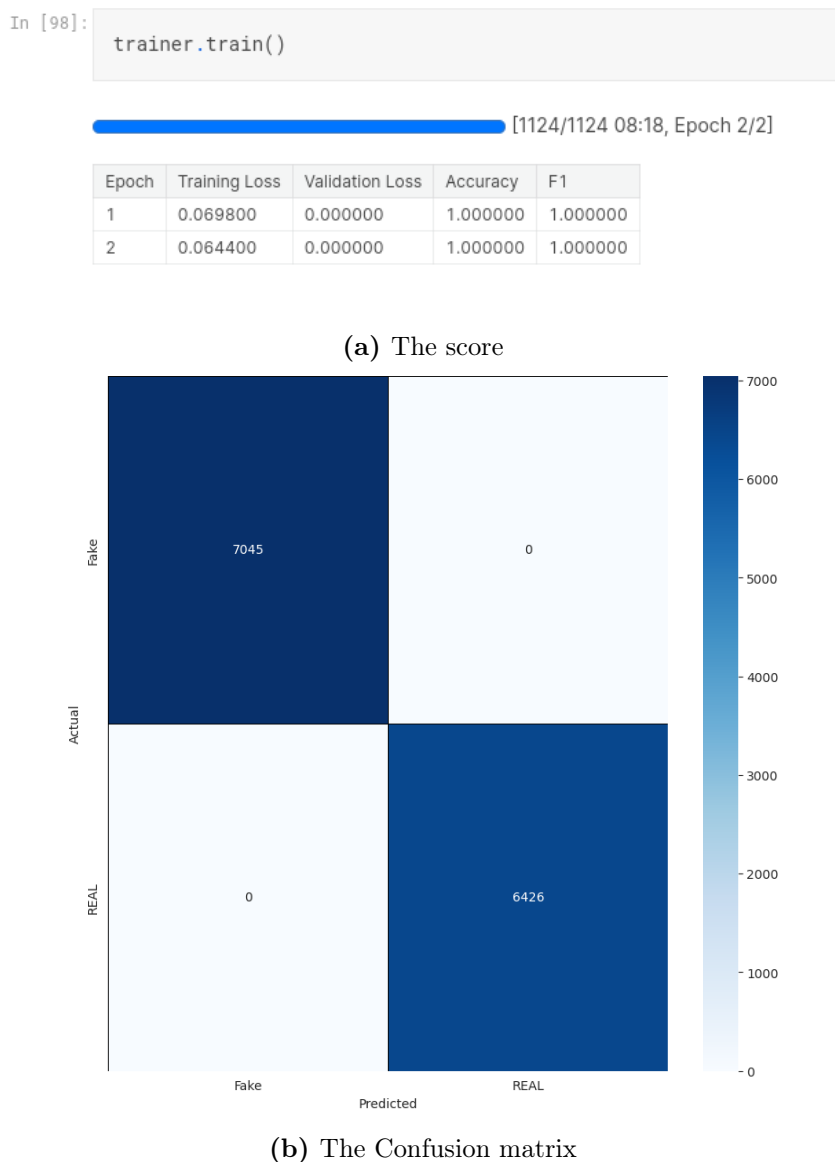 In [98]:
trainer.train()
[1124/1124 08:18, Epoch 2/2]
Epoch Training Loss Validation Loss Accuracy F1
1 0.069800 0.000000 1.000000 1.000000
2 0.064400 0.000000 1.000000 1.000000
(a) The score
7000
6000
5000
4000
3000
2000
1000
0
Fake
7045
0
Actual
REAL
0
6426
Fake
REAL
Predicted
(b) The Confusion matrix